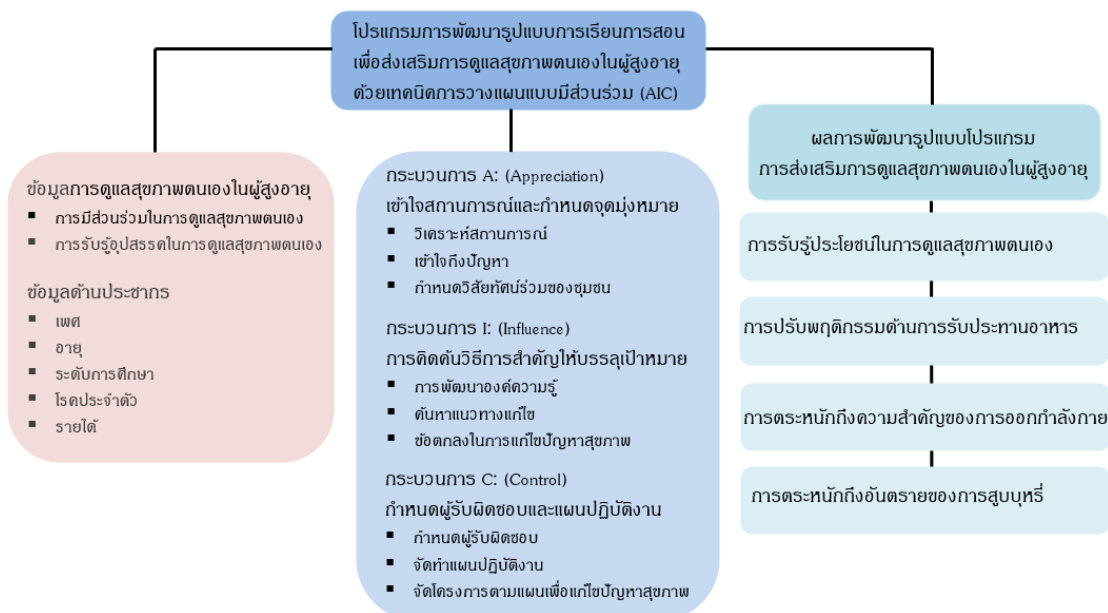 โปรแกรมการพัฒนารูปแบบการเรียนการสอน
เพื่อส่งเสริมการดูแลสุขภาพตนเองในผู้สูงอายุ
ด้วยเทคนิคการวางแผนแบบมีส่วนร่วม (AIC)
ข้อมูลการดูแลสุขภาพตนเองในผู้สูงอายุ
▪ การมีส่วนร่วมในการดูแลสุขภาพตนเอง
▪ การรับรู้อุปสรรคในการดูแลสุขภาพตนเอง
ข้อมูลด้านประชากร
▪ เพศ
▪ อายุ
▪ ระดับการศึกษา
▪ โรคประจำตัว
▪ รายได้
กระบวนการ A: (Appreciation)
เข้าใจสถานการณ์และกำหนดจุดมุ่งหมาย
▪ วิเคราะห์สถานการณ์
▪ เข้าใจถึงปัญหา
▪ กำหนดวิสัยทัศน์ร่วมของชุมชน
กระบวนการ I: (Influence)
การคิดค้นวิธีการสำคัญให้บรรลุเป้าหมาย
▪ การพัฒนาองค์ความรู้
▪ ค้นหาแนวทางแก้ไข
▪ ข้อตกลงในการแก้ไขปัญหาสุขภาพ
กระบวนการ C: (Control)
กำหนดผู้รับผิดชอบและแผนปฏิบัติงาน
▪ กำหนดผู้รับผิดชอบ
▪ จัดทำแผนปฏิบัติงาน
▪ จัดโครงการตามแผนเพื่อแก้ไขปัญหาสุขภาพ
ผลการพัฒนารูปแบบโปรแกรม
การส่งเสริมการดูแลสุขภาพตนเองในผู้สูงอายุ
การรับรู้ประโยชน์ในการดูแลสุขภาพตนเอง
การปรับพฤติกรรมด้านการรับประทานอาหาร
การตระหนักถึงความสำคัญของการออกกำลังกาย
การตระหนักถึงอันตรายของการสูบบุหรี่